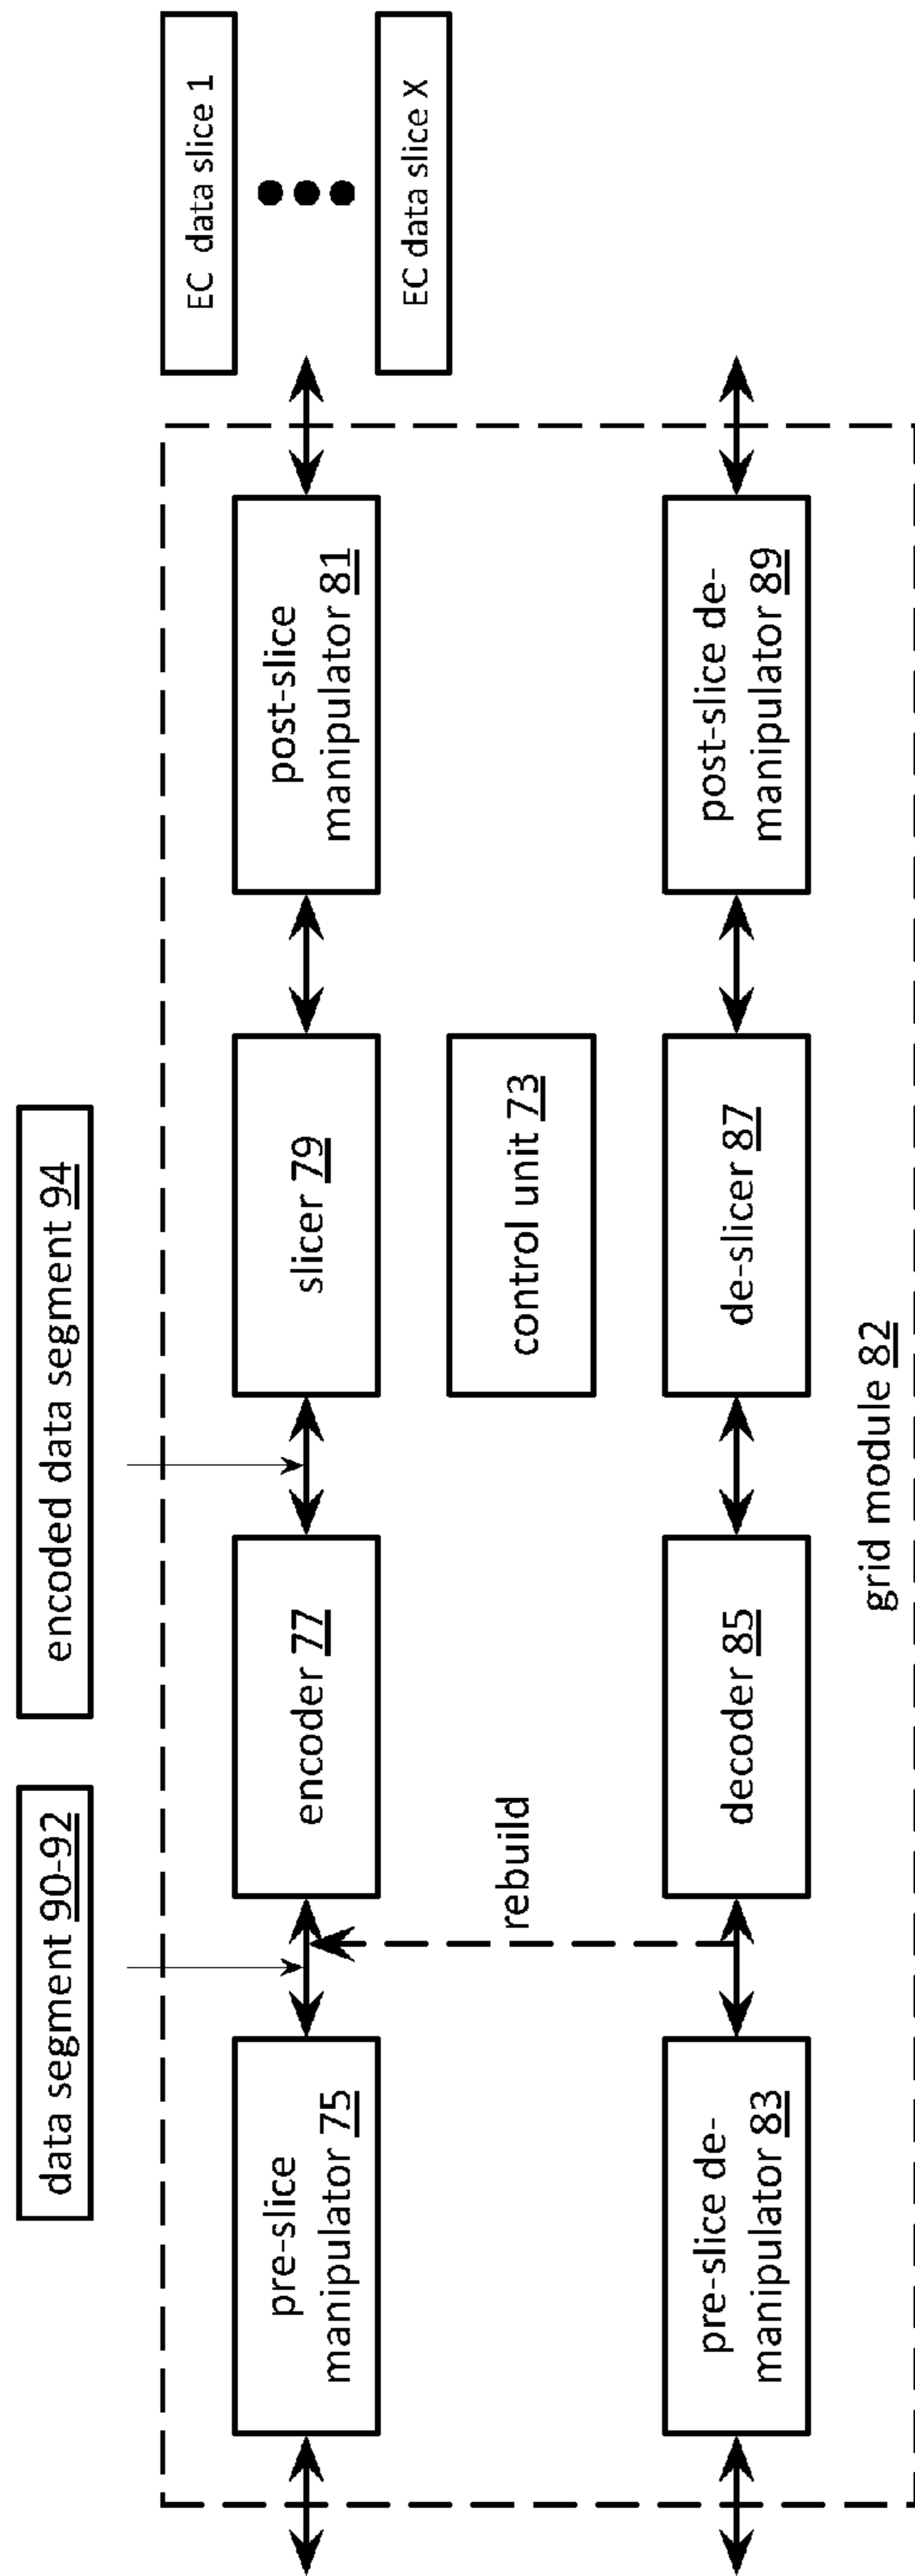 data segment 90-92
encoded data segment 94
EC data slice 1
EC data slice X
pre-slice
manipulator 75
encoder 77
slicer 79
post-slice
manipulator 81
rebuild
control unit 73
pre-slice de-
manipulator 83
decoder 85
de-slicer 87
post-slice de-
manipulator 89
grid module 82